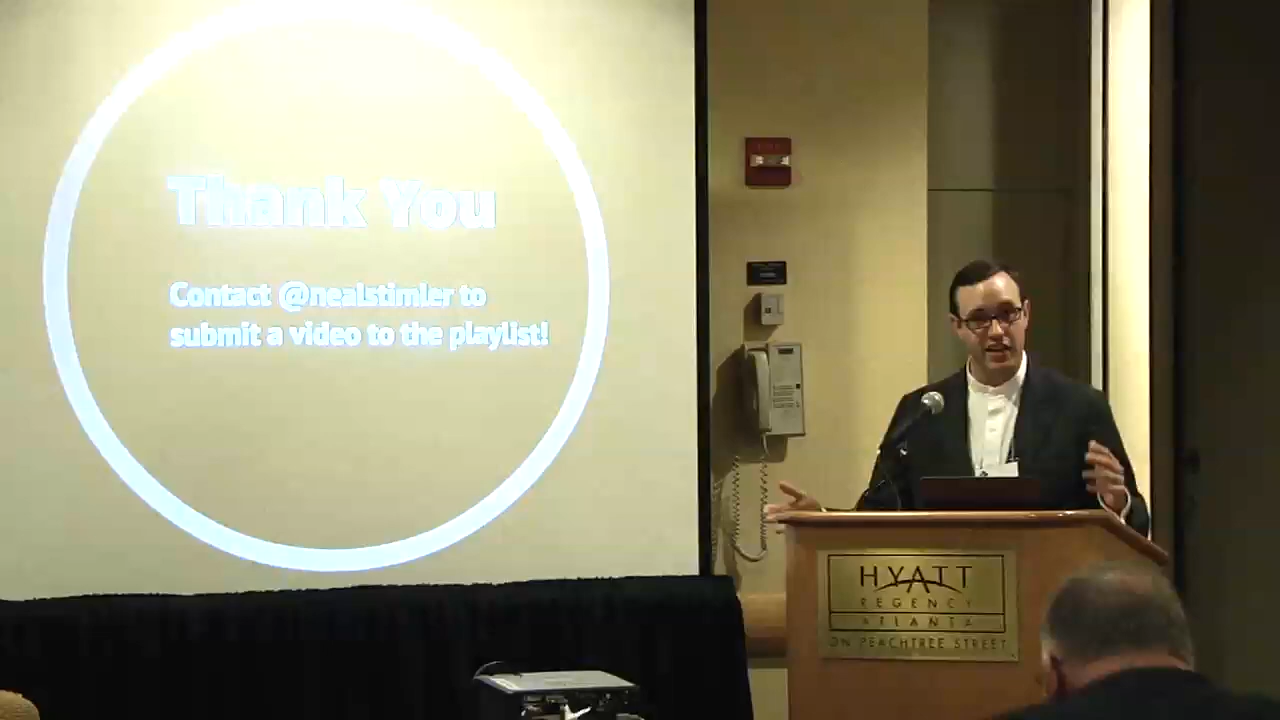 Thank You
Contact @nealstimler to
submit a video to the playlist!
HYATT
REGENCY
ATLANTA
ON PEACHTREE STREET